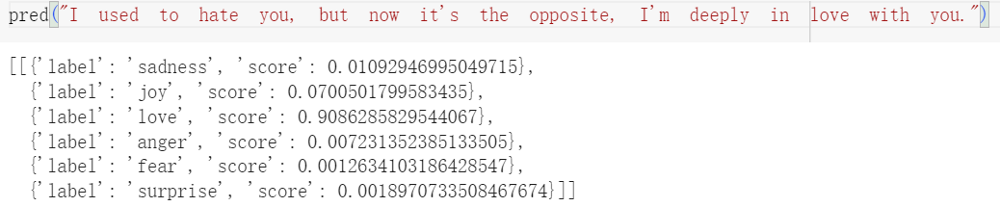 pred("I used to hate you, but now it's the opposite, I'm deeply in love with you.")
[[{'label': 'sadness', 'score': 0.01092946995049715},
{'label': 'joy', 'score': 0.0700501799583435},
{'label': 'love', 'score': 0.9086285829544067},
{'label': 'anger', 'score': 0.007231352385133505},
{'label': 'fear', 'score': 0.0012634103186428547},
{'label': 'surprise', 'score': 0.0018970733508467674}]]